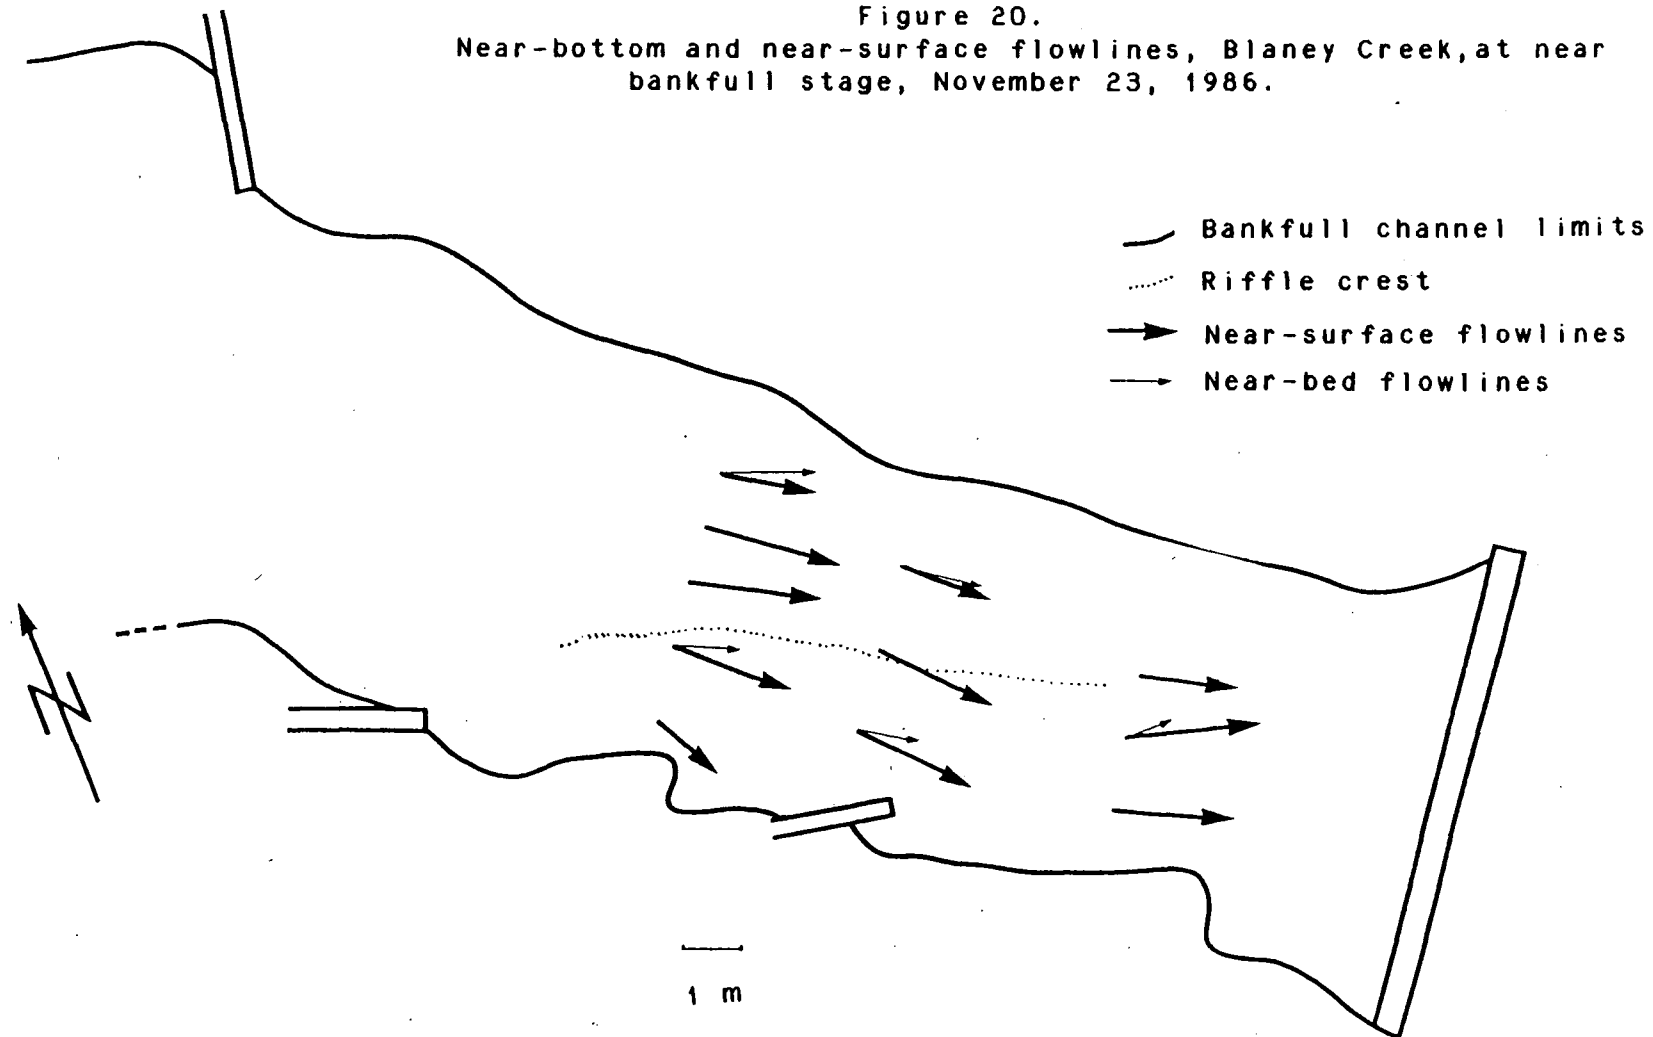 Figure 20.
Near-bottom and near-surface flowlines, Blaney Creek,at near
bankfull stage, November 23, 1986.
Bankfull channel limits
Riffle crest
Near-surface flowlines
Near-bed flowlines
N
1 m